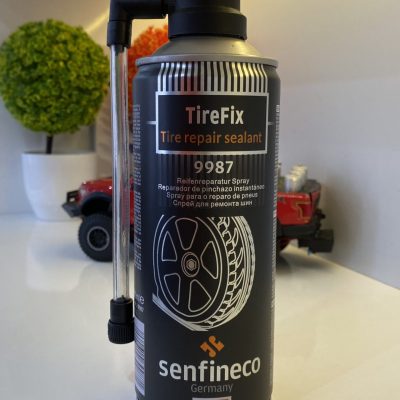 TireFix
Tire repair sealant
9987
Reifenreparatur Spray
Reparador de pinchazo instantáneo
Spray para o reparo de pneus
Спрей для ремонта шин
senfineco
Germany